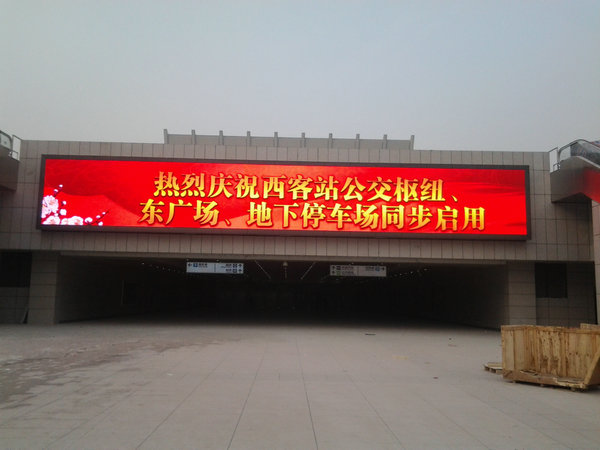 热烈庆祝西客站公交枢纽、
东广场、地下停车场同步启用